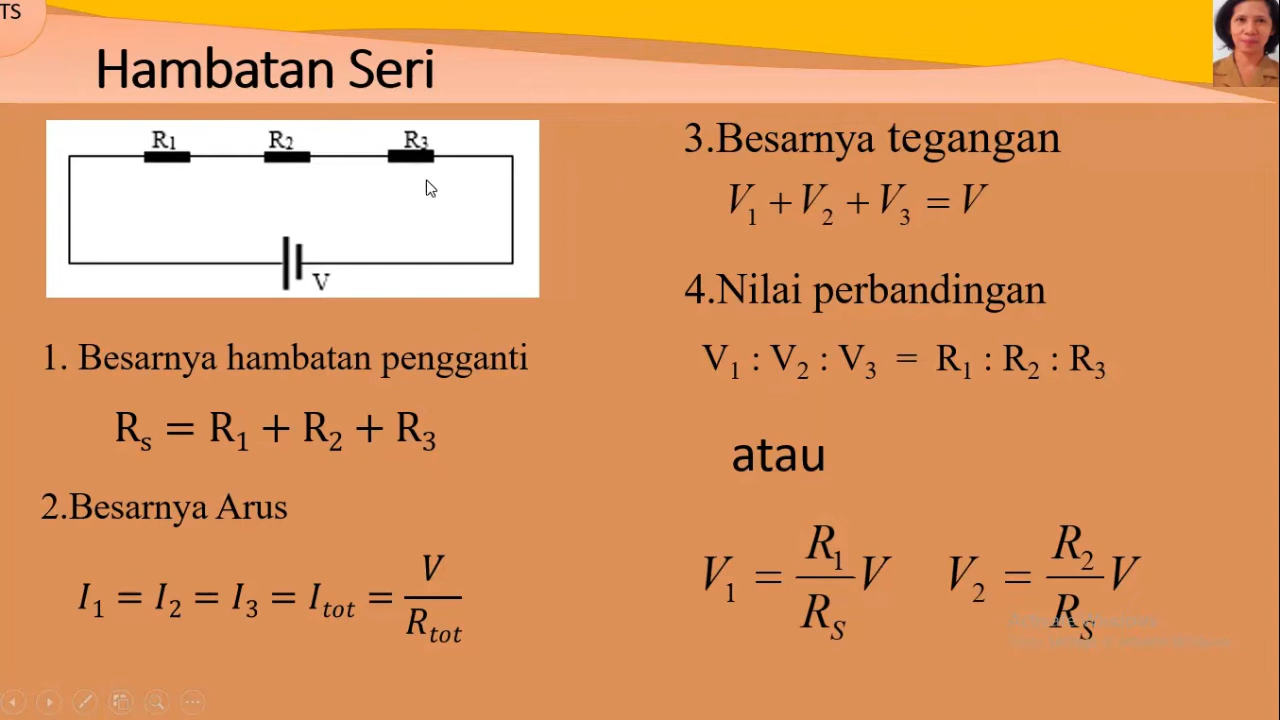 TS
Hambatan Seri
R₁ R₂ R₃
V
1. Besarnya hambatan pengganti
Rₛ = R₁ + R₂ + R₃
2.Besarnya Arus
I₁ = I₂ = I₃ = Iₜₒₜ = V / Rₜₒₜ
3.Besarnya tegangan
V₁ + V₂ + V₃ = V
4.Nilai perbandingan
V₁ : V₂ : V₃ = R₁ : R₂ : R₃
atau
V₁ = R₁ / R_S V V₂ = R₂ / R_S V